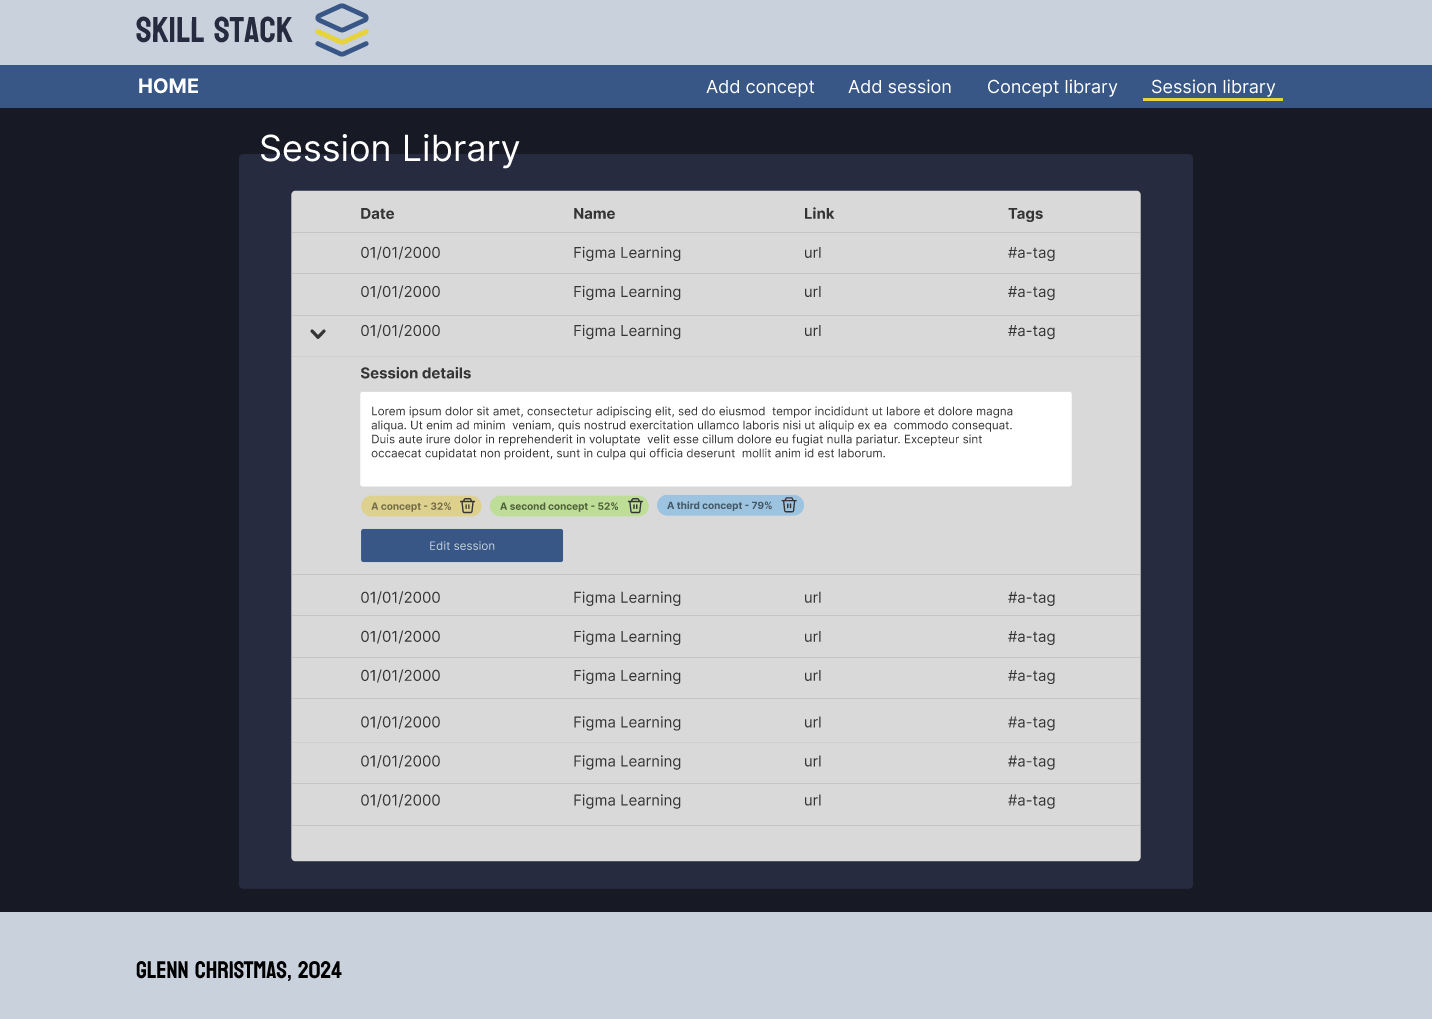 SKILL STACK
HOME
Add concept
Add session
Concept library
Session library
Session Library
Date Name Link Tags
01/01/2000 Figma Learning url #a-tag
01/01/2000 Figma Learning url #a-tag
01/01/2000 Figma Learning url #a-tag
Session details
Lorem ipsum dolor sit amet, consectetur adipiscing elit, sed do eiusmod  tempor incididunt ut labore et dolore magna
aliqua. Ut enim ad minim  veniam, quis nostrud exercitation ullamco laboris nisi ut aliquip ex ea  commodo consequat.
Duis aute irure dolor in reprehenderit in voluptate  velit esse cillum dolore eu fugiat nulla pariatur. Excepteur sint
occaecat cupidatat non proident, sunt in culpa qui officia deserunt  mollit anim id est laborum.
A concept - 32%
A second concept - 52%
A third concept - 79%
Edit session
01/01/2000 Figma Learning url #a-tag
01/01/2000 Figma Learning url #a-tag
01/01/2000 Figma Learning url #a-tag
01/01/2000 Figma Learning url #a-tag
01/01/2000 Figma Learning url #a-tag
01/01/2000 Figma Learning url #a-tag
GLENN CHRISTMAS, 2024